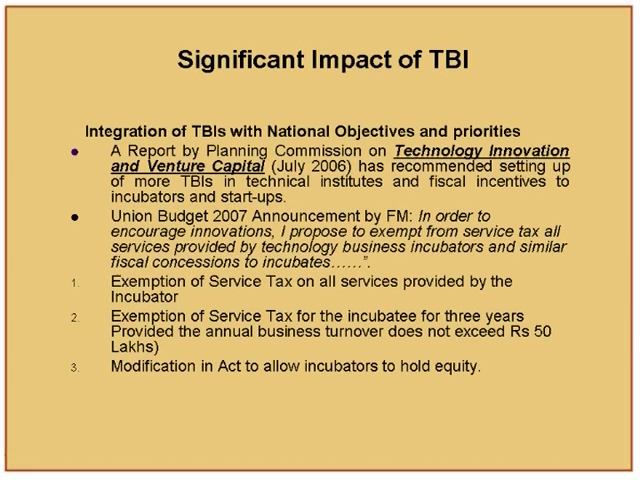 Significant Impact of TBI
Integration of TBIs with National Objectives and priorities
● A Report by Planning Commission on Technology Innovation
and Venture Capital (July 2006) has recommended setting up
of more TBIs in technical institutes and fiscal incentives to
incubators and start-ups.
● Union Budget 2007 Announcement by FM: In order to
encourage innovations, I propose to exempt from service tax all
services provided by technology business incubators and similar
fiscal concessions to incubates……”.
1. Exemption of Service Tax on all services provided by the
Incubator
2. Exemption of Service Tax for the incubatee for three years
Provided the annual business turnover does not exceed Rs 50
Lakhs)
3. Modification in Act to allow incubators to hold equity.